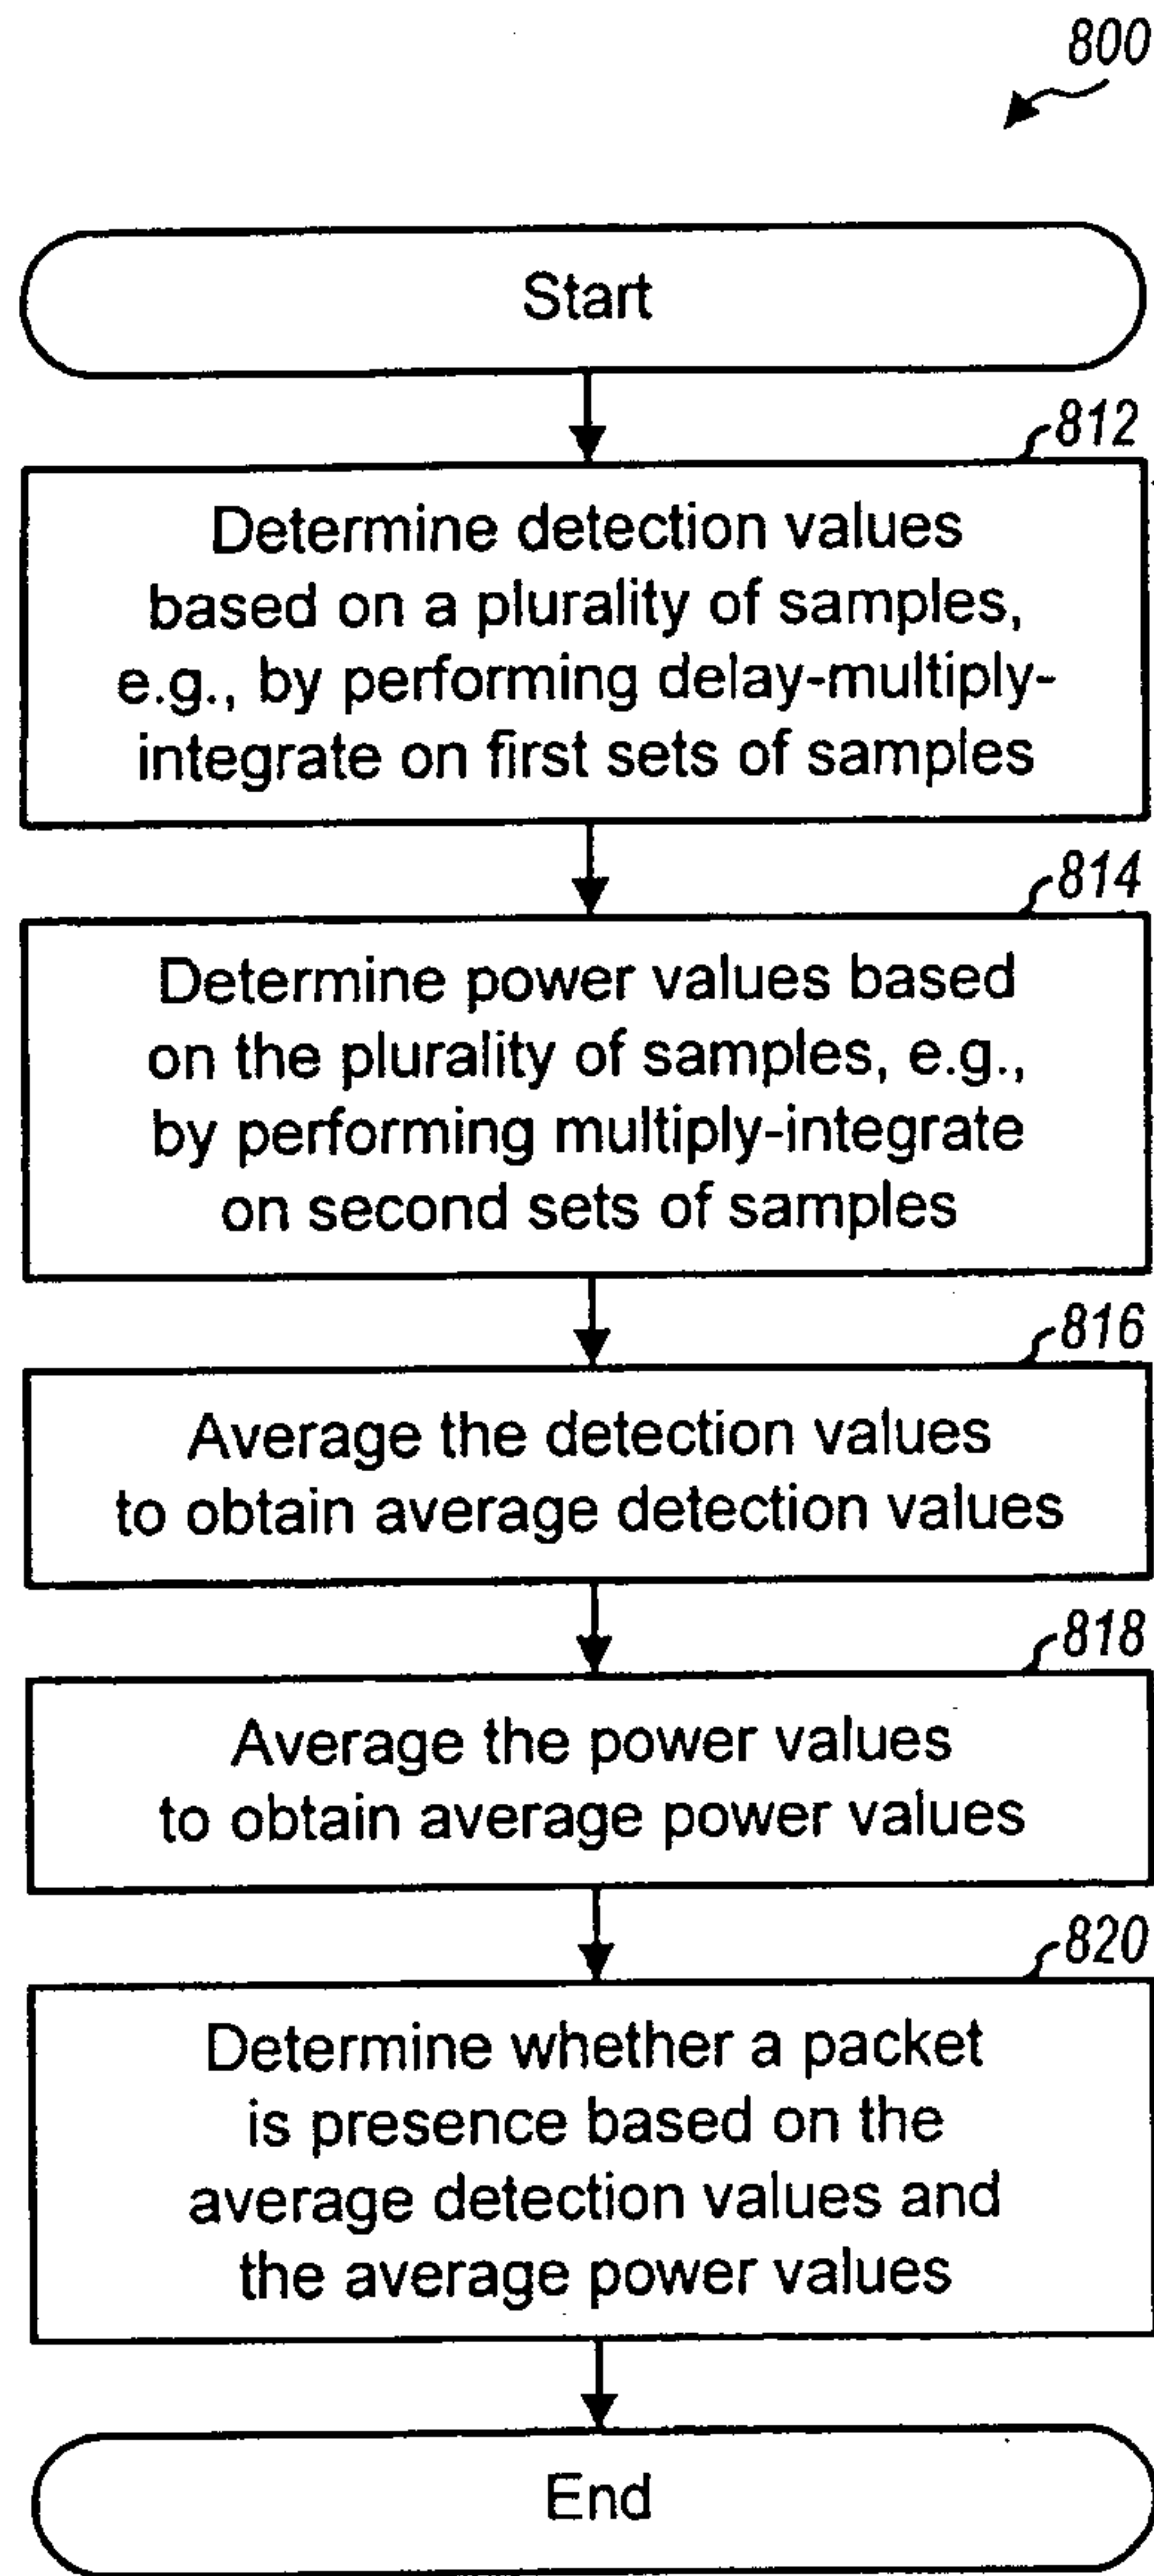 800
Start
812
Determine detection values
based on a plurality of samples,
e.g., by performing delay-multiply-
integrate on first sets of samples
814
Determine power values based
on the plurality of samples, e.g.,
by performing multiply-integrate
on second sets of samples
816
Average the detection values
to obtain average detection values
818
Average the power values
to obtain average power values
820
Determine whether a packet
is presence based on the
average detection values and
the average power values
End